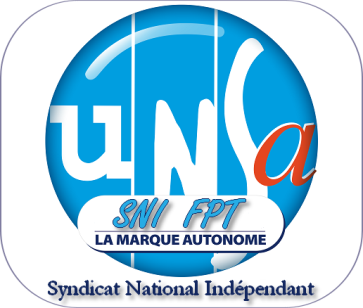 uNSa
SNI FPT
LA MARQUE AUTONOME
Syndicat National Indépendant